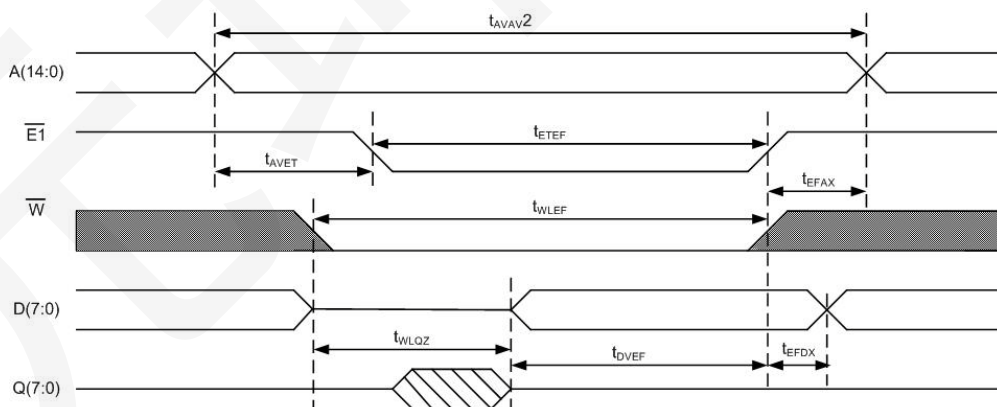 tAVAV2
A(14:0)
E1
tETEF
tAVET
tEFAX
W
tWLEF
D(7:0)
tWLQZ
tDVEF
tEFDX
Q(7:0)